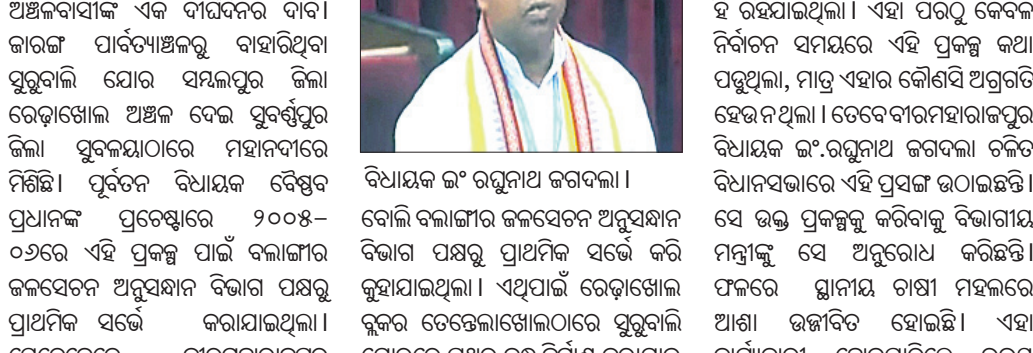 ଅଞ୍ଚଳବାସୀଙ୍କ ଏକ ଦୀର୍ଘଦିନର ଦାବି।
ଜାରଙ୍ଗ ପାର୍ବତ୍ୟାଞ୍ଚଳରୁ ବାହାରିଥିବା
ସୁରୁବାଲି ଯୋର ସମ୍ବଲପୁର ଜିଲା
ରେଢ଼ାଖୋଲ ଅଞ୍ଚଳ ଦେଇ ସୁବର୍ଣ୍ଣପୁର
ଜିଲା ସୁବଳୟାଠାରେ ମହାନଦୀରେ
ମିଶିଛି। ପୂର୍ବତନ ବିଧାୟକ ବୈଷ୍ଣବ
ପ୍ରଧାନଙ୍କ ପ୍ରଚେଷ୍ଟାରେ ୨୦୦୫–
୦୬ରେ ଏହି ପ୍ରକଳ୍ପ ପାଇଁ ବଲାଙ୍ଗୀର
ଜଳସେଚନ ଅନୁସନ୍ଧାନ ବିଭାଗ ପକ୍ଷରୁ
ପ୍ରାଥମିକ ସର୍ଭେ କରାଯାଇଥିଲା।
ବିଧାୟକ ଇଂ ରଘୁନାଥ ଜଗଦଲା।
ବୋଲି ବଲାଙ୍ଗୀର ଜଳସେଚନ ଅନୁସନ୍ଧାନ
ବିଭାଗ ପକ୍ଷରୁ ପ୍ରାଥମିକ ସର୍ଭେ କରି
କୁହାଯାଇଥିଲା। ଏଥିପାଇଁ ରେଢ଼ାଖୋଲ
ବ୍ଲକର ତେନ୍ତେଲାଖୋଲଠାରେ ସୁରୁବାଲି
ହିଁ ରହିଯାଇଥିଲା। ଏହା ପରଠୁ କେବଳ
ନିର୍ବାଚନ ସମୟରେ ଏହି ପ୍ରକଳ୍ପ କଥା
ପଡୁଥିଲା, ମାତ୍ର ଏହାର କୌଣସି ଅଗ୍ରଗତି
ହେଉନଥିଲା। ତେବେ ବୀରମହାରାଜପୁର
ବିଧାୟକ ଇଂ.ରଘୁନାଥ ଜଗଦଲା ଚଳିତ
ବିଧାନସଭାରେ ଏହି ପ୍ରସଙ୍ଗ ଉଠାଇଛନ୍ତି।
ସେ ଉକ୍ତ ପ୍ରକଳ୍ପକୁ କରିବାକୁ ବିଭାଗୀୟ
ମନ୍ତ୍ରୀଙ୍କୁ ସେ ଅନୁରୋଧ କରିଛନ୍ତି।
ଫଳରେ ସ୍ଥାନୀୟ ଚାଷୀ ମହଲରେ
ଆଶା ଉଜୀବିତ ହୋଇଛି। ଏହା